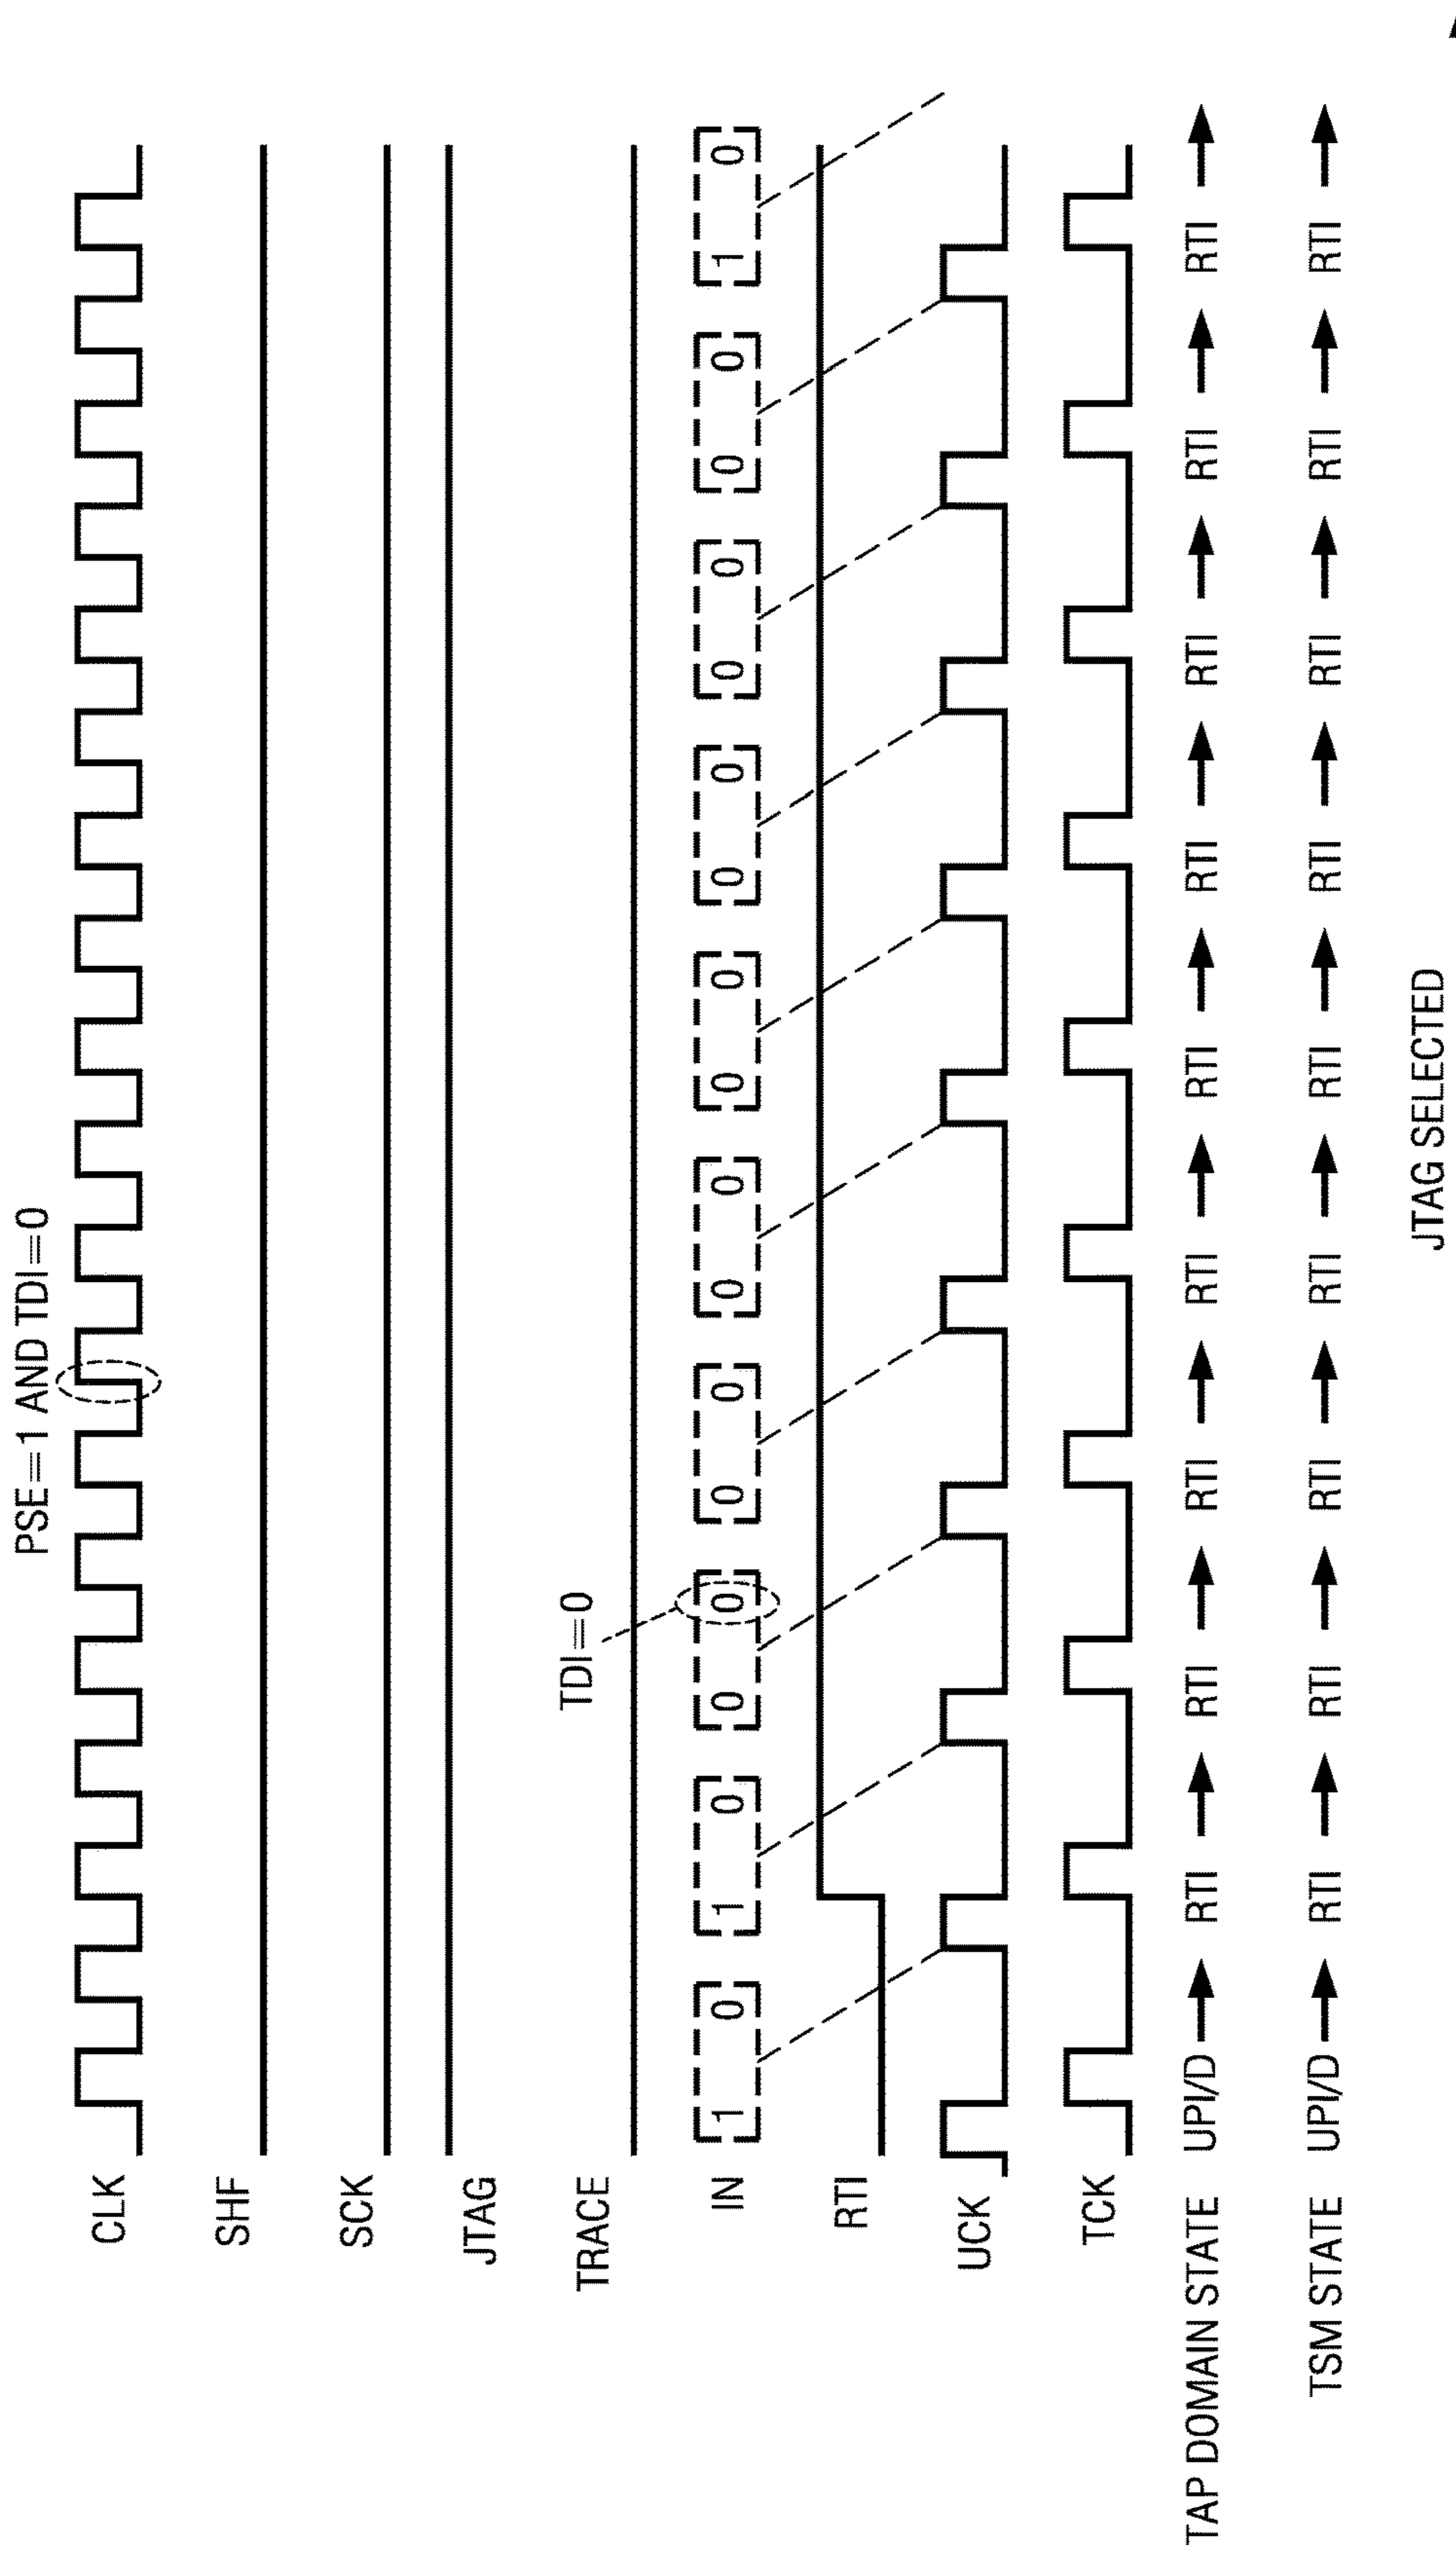 PSE=1 AND TDI=0
CLK
SHF
SCK
JTAG
TRACE
TDI=0
IN 1 0 1 0 0 0 0 0 0 0 0 0 0 0 0 0 0 0 1 0
RTI
UCK
TCK
TAP DOMAIN STATE UPI/D RTI RTI RTI RTI RTI RTI RTI RTI RTI
TSM STATE UPI/D RTI RTI RTI RTI RTI RTI RTI RTI RTI
JTAG SELECTED